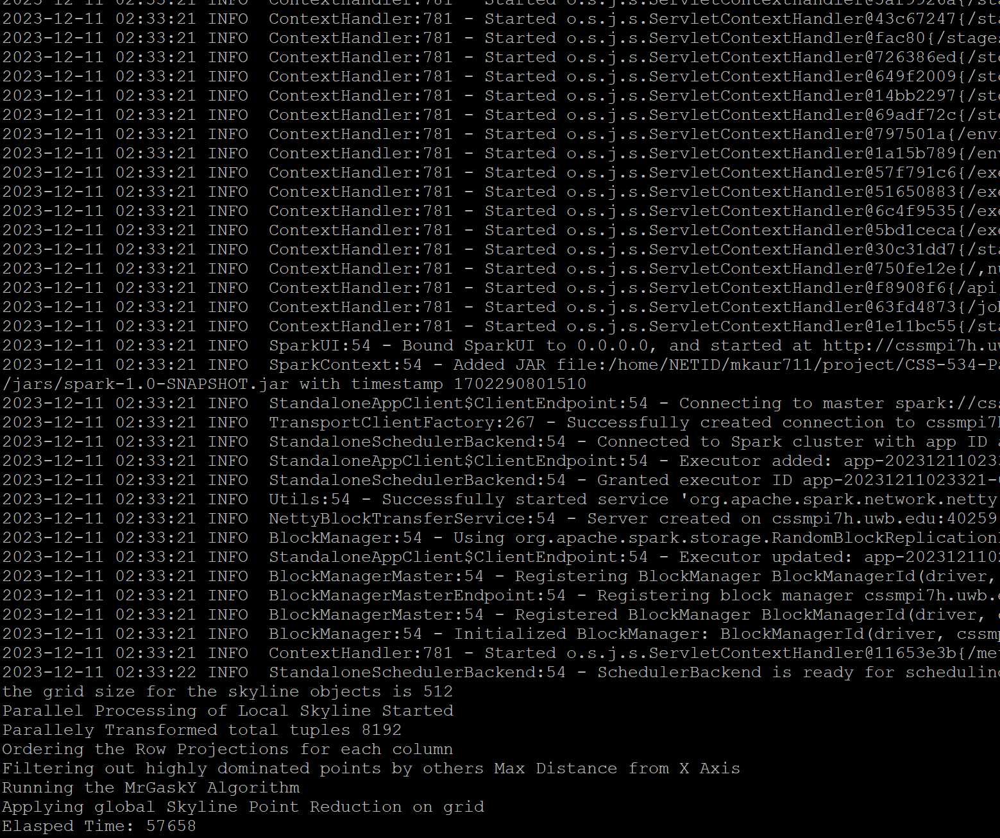 2023-12-11 02:33:21 INFO  ContextHandler:781 - Started o.s.j.s.ServletContextHandler@5af5926a{/sta
2023-12-11 02:33:21 INFO  ContextHandler:781 - Started o.s.j.s.ServletContextHandler@43c67247{/sta
2023-12-11 02:33:21 INFO  ContextHandler:781 - Started o.s.j.s.ServletContextHandler@fac80{/stages
2023-12-11 02:33:21 INFO  ContextHandler:781 - Started o.s.j.s.ServletContextHandler@726386ed{/sto
2023-12-11 02:33:21 INFO  ContextHandler:781 - Started o.s.j.s.ServletContextHandler@649f2009{/sto
2023-12-11 02:33:21 INFO  ContextHandler:781 - Started o.s.j.s.ServletContextHandler@14bb2297{/sto
2023-12-11 02:33:21 INFO  ContextHandler:781 - Started o.s.j.s.ServletContextHandler@69adf72c{/sto
2023-12-11 02:33:21 INFO  ContextHandler:781 - Started o.s.j.s.ServletContextHandler@797501a{/env
2023-12-11 02:33:21 INFO  ContextHandler:781 - Started o.s.j.s.ServletContextHandler@1a15b789{/env
2023-12-11 02:33:21 INFO  ContextHandler:781 - Started o.s.j.s.ServletContextHandler@57f791c6{/exe
2023-12-11 02:33:21 INFO  ContextHandler:781 - Started o.s.j.s.ServletContextHandler@51650883{/exe
2023-12-11 02:33:21 INFO  ContextHandler:781 - Started o.s.j.s.ServletContextHandler@6c4f9535{/exe
2023-12-11 02:33:21 INFO  ContextHandler:781 - Started o.s.j.s.ServletContextHandler@5bd1ceca{/exe
2023-12-11 02:33:21 INFO  ContextHandler:781 - Started o.s.j.s.ServletContextHandler@30c31dd7{/sta
2023-12-11 02:33:21 INFO  ContextHandler:781 - Started o.s.j.s.ServletContextHandler@750fe12e{/,nu
2023-12-11 02:33:21 INFO  ContextHandler:781 - Started o.s.j.s.ServletContextHandler@f8908f6{/api,
2023-12-11 02:33:21 INFO  ContextHandler:781 - Started o.s.j.s.ServletContextHandler@63fd4873{/job
2023-12-11 02:33:21 INFO  ContextHandler:781 - Started o.s.j.s.ServletContextHandler@1e11bc55{/sta
2023-12-11 02:33:21 INFO  SparkUI:54 - Bound SparkUI to 0.0.0.0, and started at http://cssmpi7h.uw
2023-12-11 02:33:21 INFO  SparkContext:54 - Added JAR file:/home/NETID/mkaur711/project/CSS-534-Pa
/jars/spark-1.0-SNAPSHOT.jar with timestamp 1702290801510
2023-12-11 02:33:21 INFO  StandaloneAppClient$ClientEndpoint:54 - Connecting to master spark://css
2023-12-11 02:33:21 INFO  TransportClientFactory:267 - Successfully created connection to cssmpi7h
2023-12-11 02:33:21 INFO  StandaloneSchedulerBackend:54 - Connected to Spark cluster with app ID a
2023-12-11 02:33:21 INFO  StandaloneAppClient$ClientEndpoint:54 - Executor added: app-202312110233
2023-12-11 02:33:21 INFO  StandaloneSchedulerBackend:54 - Granted executor ID app-20231211023321-0
2023-12-11 02:33:21 INFO  Utils:54 - Successfully started service 'org.apache.spark.network.netty.
2023-12-11 02:33:21 INFO  NettyBlockTransferService:54 - Server created on cssmpi7h.uwb.edu:40259
2023-12-11 02:33:21 INFO  BlockManager:54 - Using org.apache.spark.storage.RandomBlockReplication
2023-12-11 02:33:21 INFO  StandaloneAppClient$ClientEndpoint:54 - Executor updated: app-2023121102
2023-12-11 02:33:21 INFO  BlockManagerMaster:54 - Registering BlockManager BlockManagerId(driver,
2023-12-11 02:33:21 INFO  BlockManagerMasterEndpoint:54 - Registering block manager cssmpi7h.uwb.e
2023-12-11 02:33:21 INFO  BlockManagerMaster:54 - Registered BlockManager BlockManagerId(driver, c
2023-12-11 02:33:21 INFO  BlockManager:54 - Initialized BlockManager: BlockManagerId(driver, cssmp
2023-12-11 02:33:21 INFO  ContextHandler:781 - Started o.s.j.s.ServletContextHandler@11653e3b{/met
2023-12-11 02:33:22 INFO  StandaloneSchedulerBackend:54 - SchedulerBackend is ready for scheduling
the grid size for the skyline objects is 512
Parallel Processing of Local Skyline Started
Parallely Transformed total tuples 8192
Ordering the Row Projections for each column
Filtering out highly dominated points by others Max Distance from X Axis
Running the MrGaskY Algorithm
Applying global Skyline Point Reduction on grid
Elasped Time: 57658